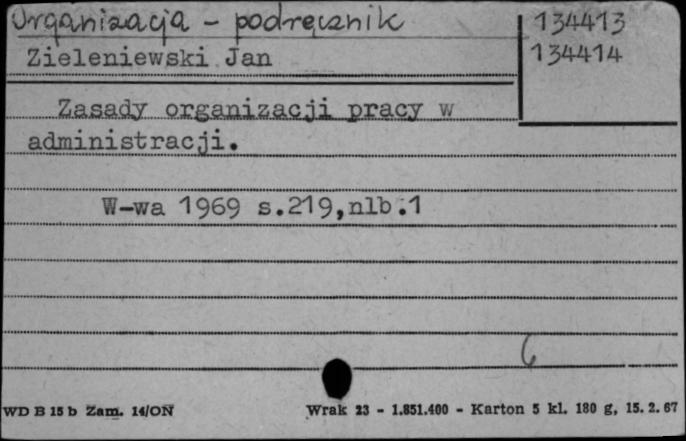 Organizacja - podręcznik
134413
Zieleniewski Jan
134414
Zasady organizacji pracy w
administracji.
W-wa 1969 s.219,nlb.1
6
WD B 15 b Zam. 14/ON Wrak 23 - 1.851.400 - Karton 5 kl. 180 g, 15. 2. 67